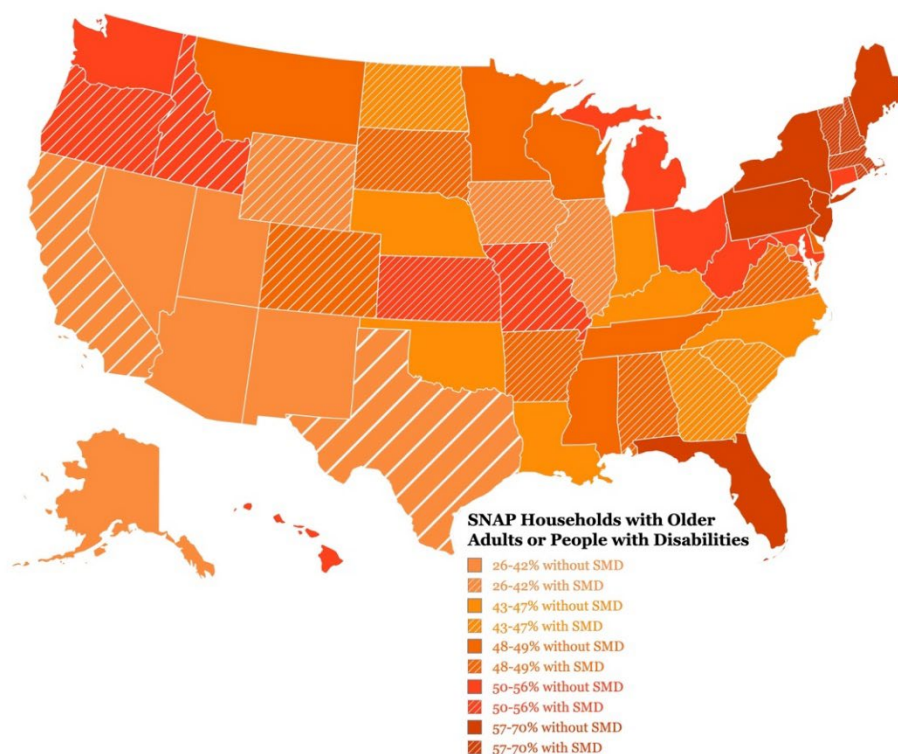 SNAP Households with Older
Adults or People with Disabilities
26-42% without SMD
26-42% with SMD
43-47% without SMD
43-47% with SMD
48-49% without SMD
48-49% with SMD
50-56% without SMD
50-56% with SMD
57-70% without SMD
57-70% with SMD